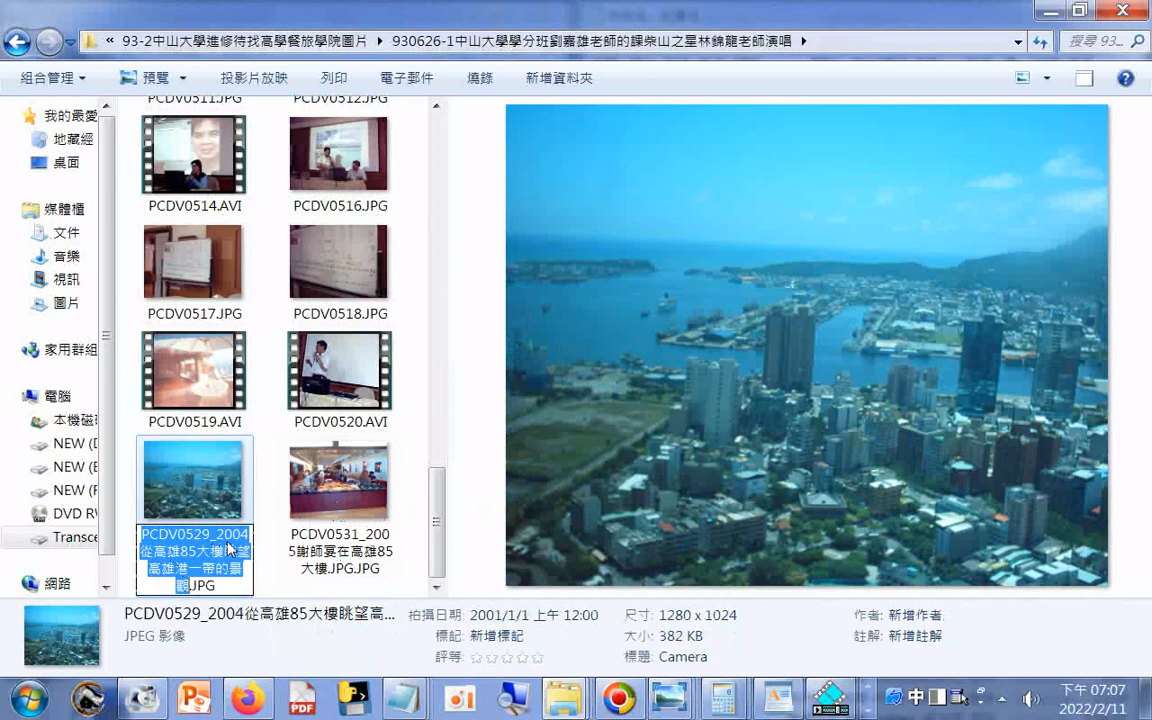 « 93-2中山大學進修待找高學餐旅學院圖片 ▸ 930626-1中山大學學分班劉嘉雄老師的課柴山之星林錦龍老師演唱 ▸
搜尋 93...
組合管理 預覽 投影片放映 列印 電子郵件 燒錄 新增資料夾
PCDV0511.JPG PCDV0512.JPG
我的最愛
地藏經
桌面
媒體櫃
文件
音樂
視訊
圖片
家用群組
電腦
本機磁碟
NEW (D
NEW (E
NEW (F
DVD RW
Transce
網路
PCDV0514.AVI PCDV0516.JPG
PCDV0517.JPG PCDV0518.JPG
PCDV0519.AVI PCDV0520.AVI
PCDV0529_2004
從高雄85大樓眺望
高雄港一帶的景
觀.JPG
PCDV0531_200
5謝師宴在高雄85
大樓.JPG.JPG
PCDV0529_2004從高雄85大樓眺望高...
JPEG 影像
拍攝日期: 2001/1/1 上午 12:00
標記: 新增標記
評等:
尺寸: 1280 x 1024
大小: 382 KB
標題: Camera
作者: 新增作者
註解: 新增註解
PDF
中
下午 07:07
2022/2/11